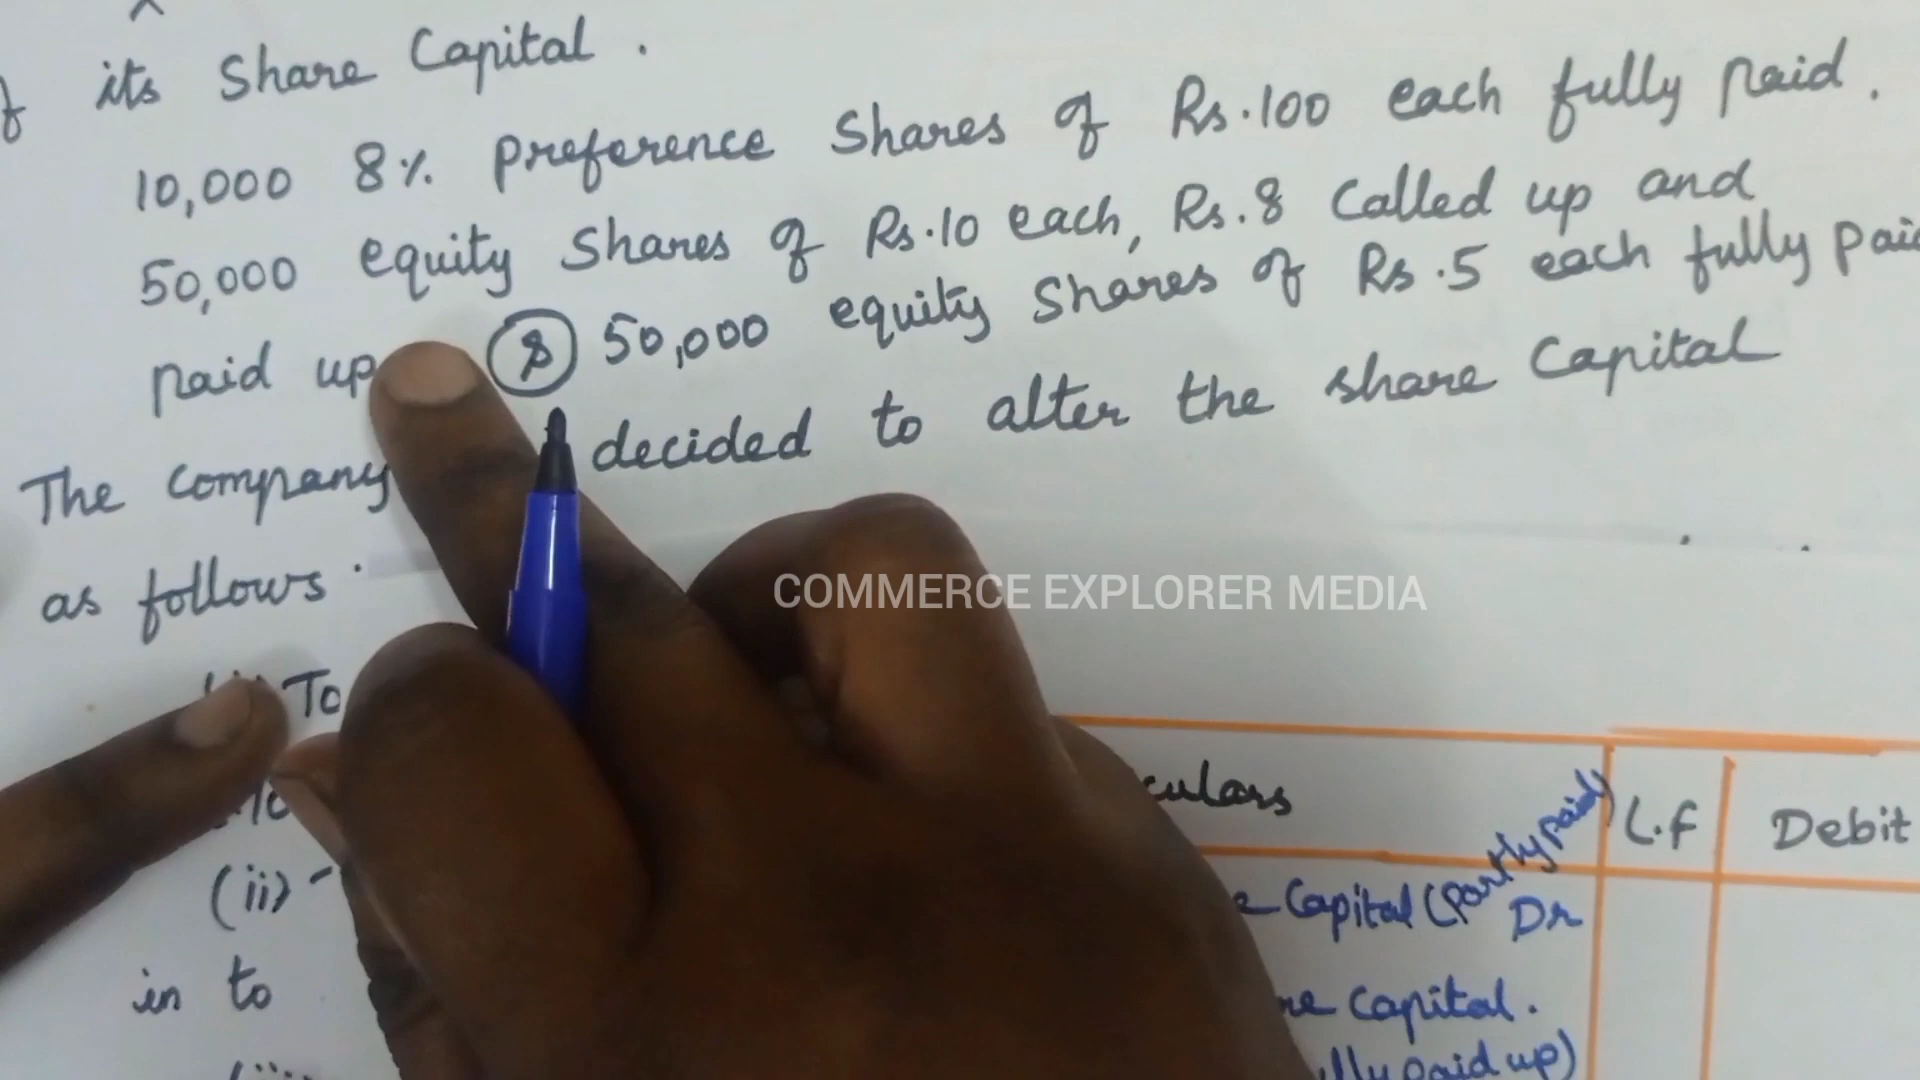 its Share Capital.
10,000 8% preference Shares of Rs.100 each fully paid.
50,000 equity Shares of Rs.10 each, Rs.8 Called up and
paid up & 50,000 equity Shares of Rs.5 each fully
The company decided to alter the share Capital
as follows
To
COMMERCE EXPLORER MEDIA
L.F Debit
(ii)
Capital (partly paid)
Dr
in to
Capital.
paid up)